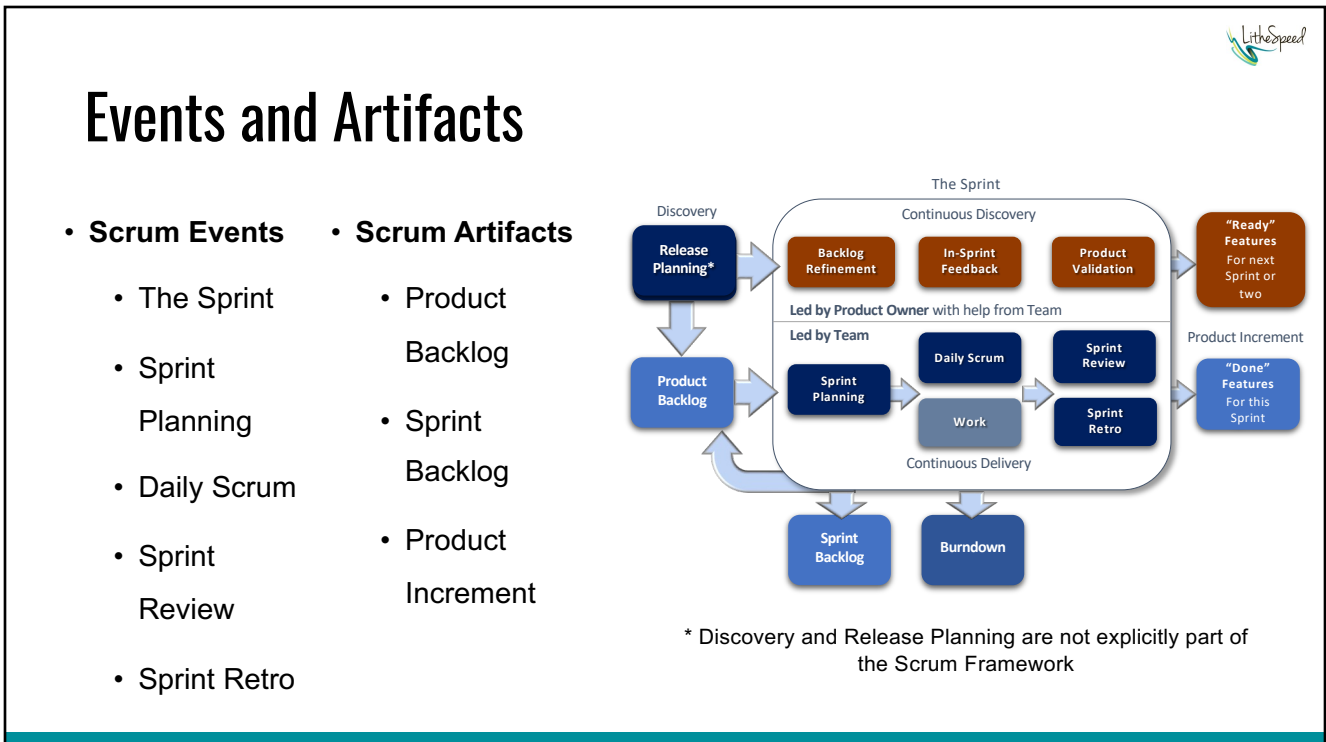 LitheSpeed
Events and Artifacts
• Scrum Events
• The Sprint
• Sprint
Planning
• Daily Scrum
• Sprint
Review
• Sprint Retro
• Scrum Artifacts
• Product
Backlog
• Sprint
Backlog
• Product
Increment
The Sprint
Discovery
Release
Planning*
Continuous Discovery
Backlog
Refinement
In-Sprint
Feedback
Product
Validation
"Ready"
Features
For next
Sprint or
two
Led by Product Owner with help from Team
Led by Team
Product
Backlog
Sprint
Planning
Daily Scrum
Work
Sprint
Review
Sprint
Retro
Product Increment
"Done"
Features
For this
Sprint
Continuous Delivery
Sprint
Backlog
Burndown
* Discovery and Release Planning are not explicitly part of
the Scrum Framework